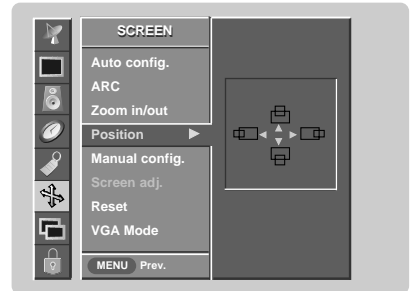 SCREEN
Auto config.
ARC
Zoom in/out
Position
Manual config.
Screen adj.
Reset
VGA Mode
MENU Prev.